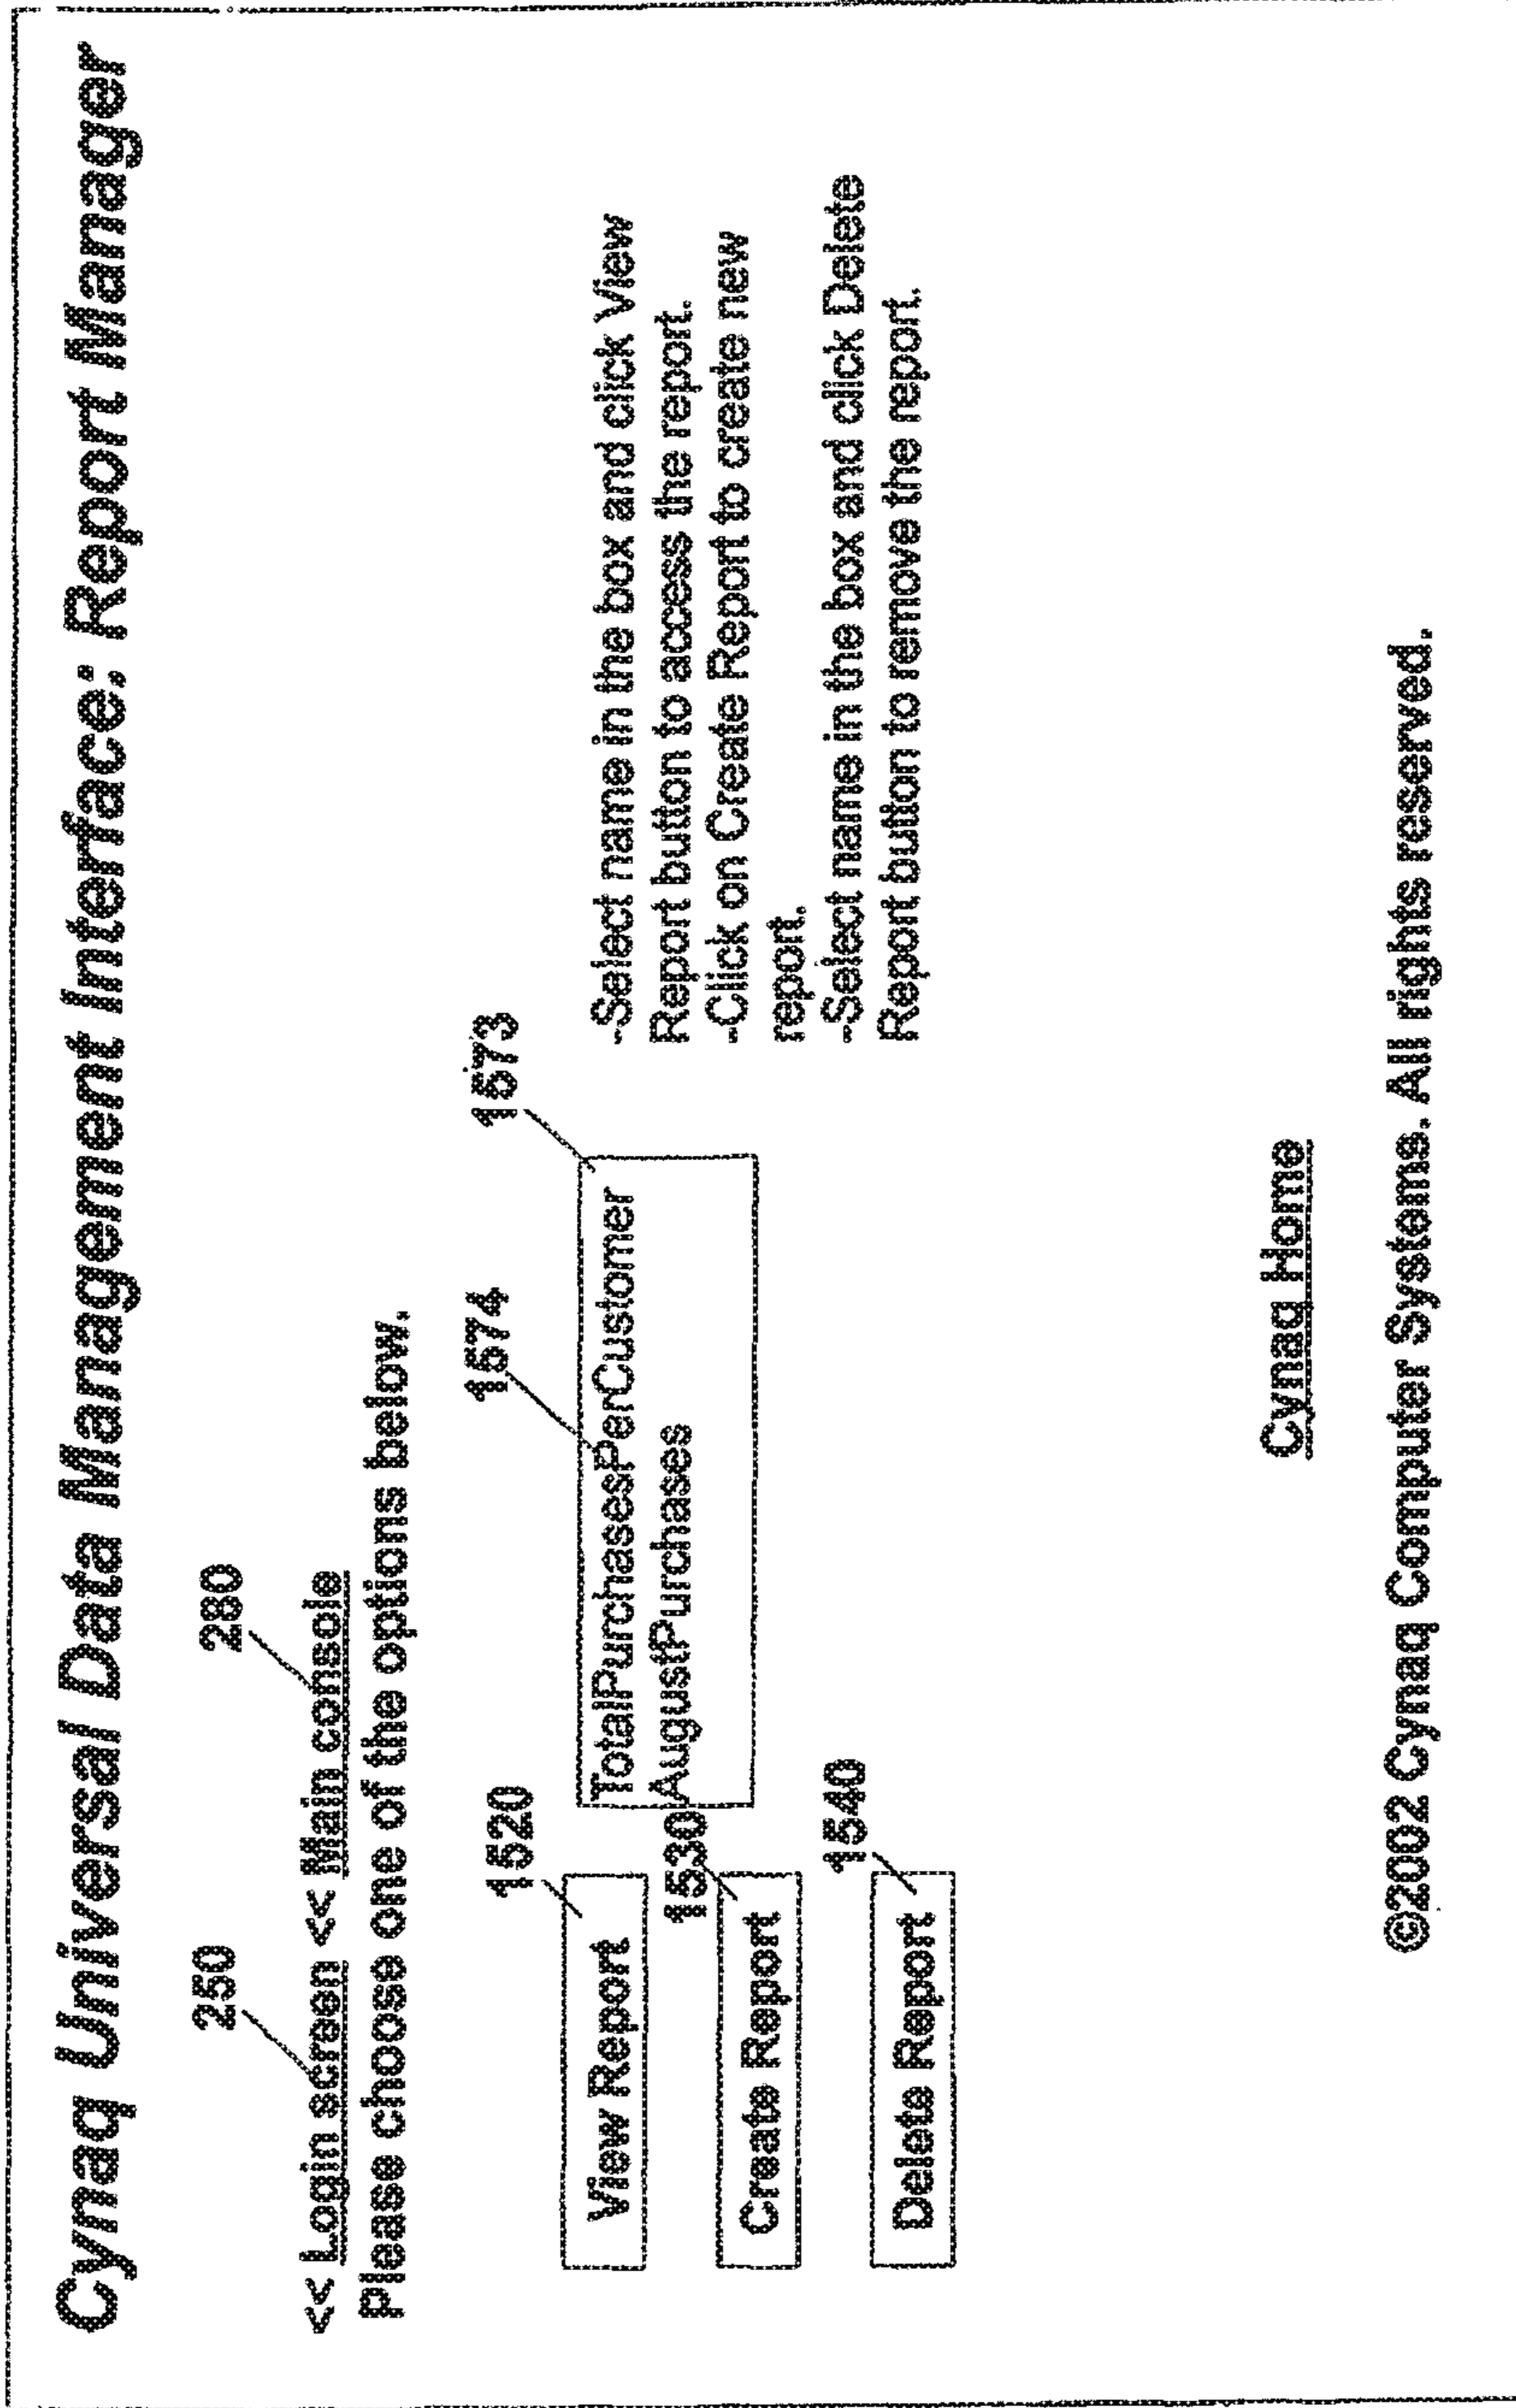 Cynaq Universal Data Management Interface: Report Manager
250
280
<< Login screen << Main console
Please choose one of the options below.
1520
1574
1573
View Report
TotalPurchasesPerCustomer
AugustPurchases
1530
Create Report
1540
Delete Report
-Select name in the box and click View
Report button to access the report.
-Click on Create Report to create new
report.
-Select name in the box and click Delete
Report button to remove the report.
Cynaq Home
©2002 Cynaq Computer Systems. All rights reserved.